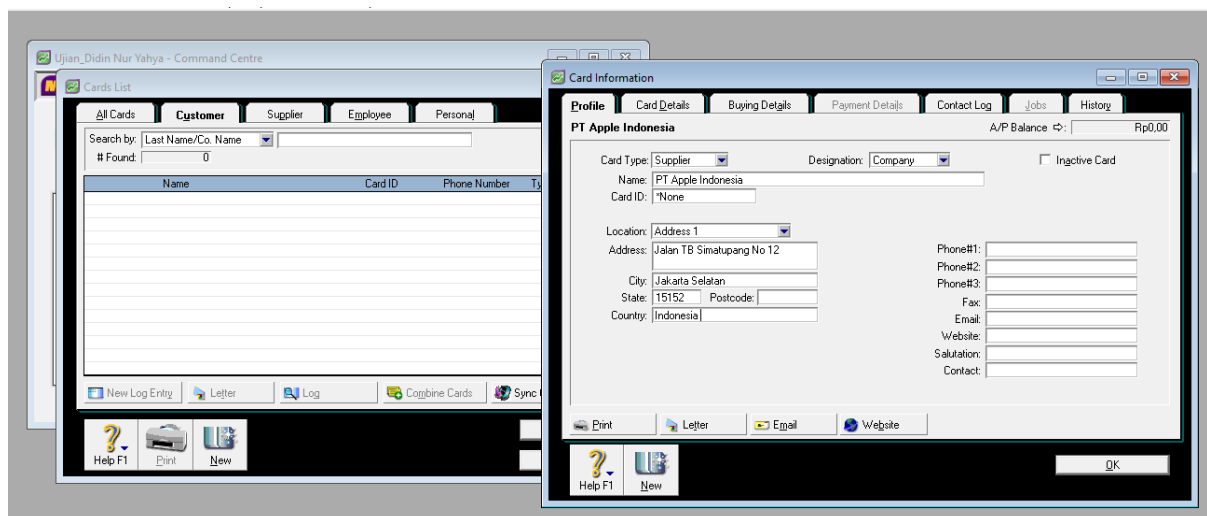 Ujian_Didin Nur Yahya - Command Centre
Cards List
All Cards Customer Supplier Employee Personal
Search by: Last Name/Co. Name
# Found: 0
Name Card ID Phone Number
New Log Entry Letter Log Combine Cards Sync
Help F1 Print New
Card Information
Profile Card Details Buying Details Payment Details Contact Log Jobs History
PT Apple Indonesia A/P Balance ⇨: Rp0,00
Card Type: Supplier Designation: Company Inactive Card
Name: PT Apple Indonesia
Card ID: *None
Location: Address 1
Address: Jalan TB Simatupang No 12
City: Jakarta Selatan
State: 15152 Postcode:
Country: Indonesia
Phone#1:
Phone#2:
Phone#3:
Fax:
Email:
Website:
Salutation:
Contact:
Print Letter Email Website
Help F1 New
OK